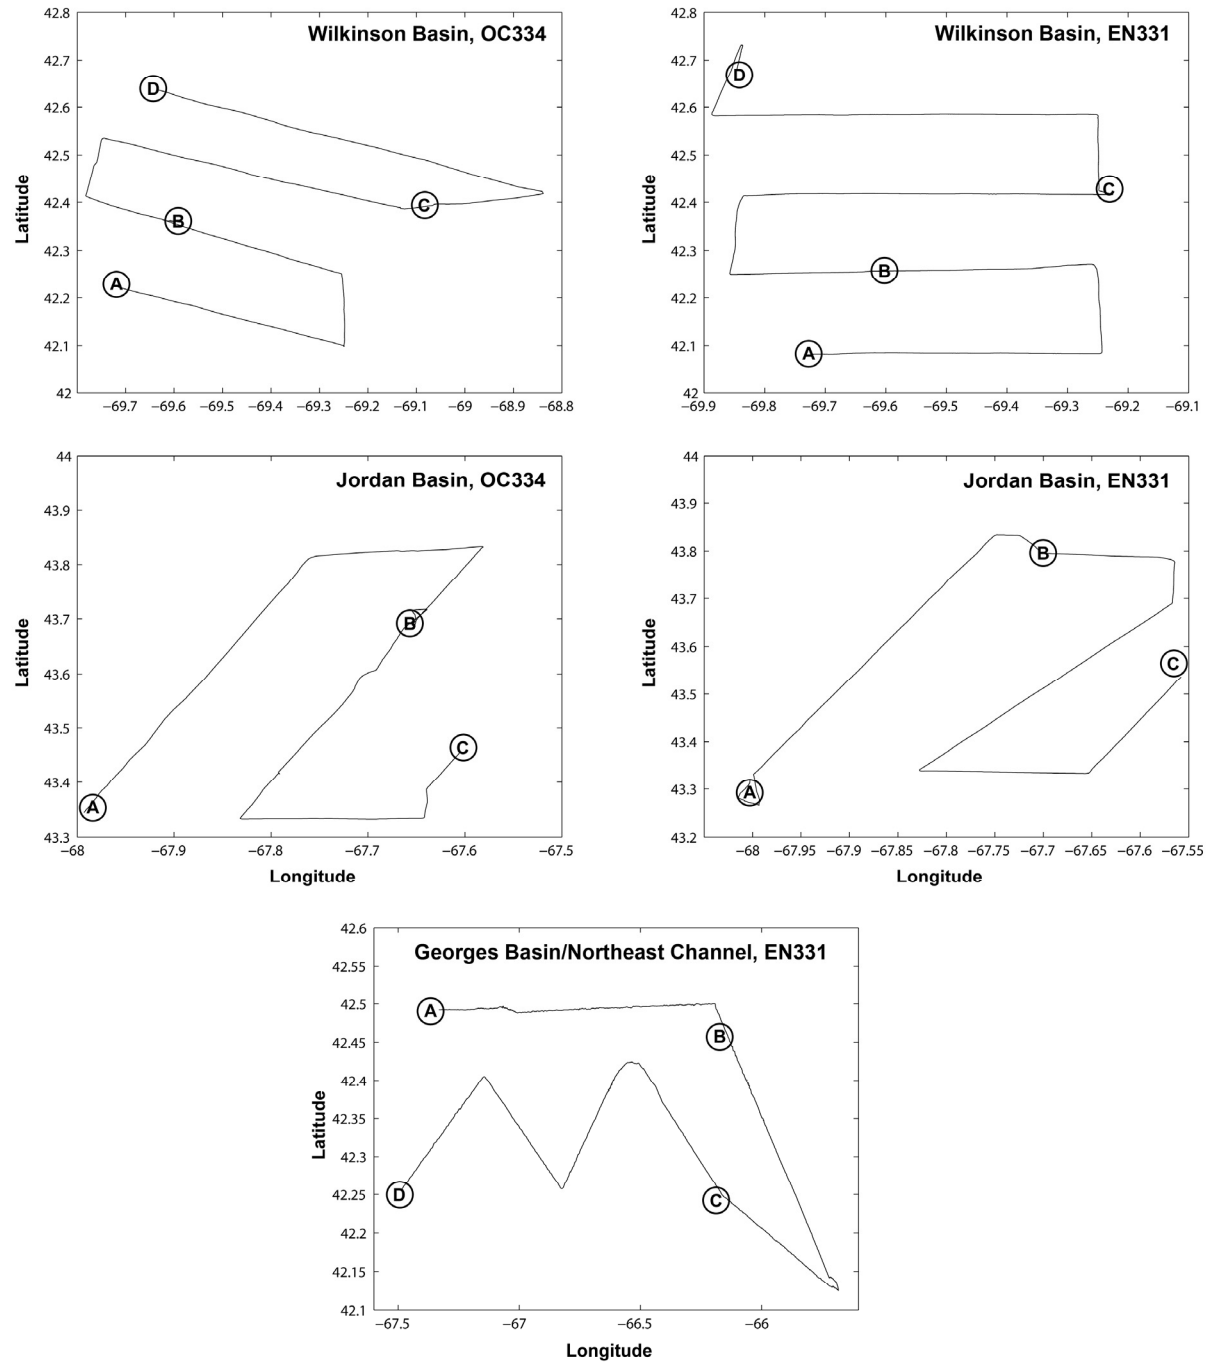 Wilkinson Basin, OC334
Latitude
42.8
42.7
42.6
42.5
42.4
42.3
42.2
42.1
42
−69.7 −69.6 −69.5 −69.4 −69.3 −69.2 −69.1 −69 −68.9 −68.8
D
C
B
A
Wilkinson Basin, EN331
Latitude
42.8
42.7
42.6
42.5
42.4
42.3
42.2
42.1
42
−69.9 −69.8 −69.7 −69.6 −69.5 −69.4 −69.3 −69.2 −69.1
D
C
B
A
Jordan Basin, OC334
Latitude
44
43.9
43.8
43.7
43.6
43.5
43.4
43.3
−68 −67.9 −67.8 −67.7 −67.6 −67.5
Longitude
B
C
A
Jordan Basin, EN331
Latitude
44
43.9
43.8
43.7
43.6
43.5
43.4
43.3
43.2
−68 −67.95 −67.9 −67.85 −67.8 −67.75 −67.7 −67.65 −67.6 −67.55
Longitude
B
C
A
Georges Basin/Northeast Channel, EN331
Latitude
42.6
42.55
42.5
42.45
42.4
42.35
42.3
42.25
42.2
42.15
42.1
−67.5 −67 −66.5 −66
Longitude
A
B
D
C